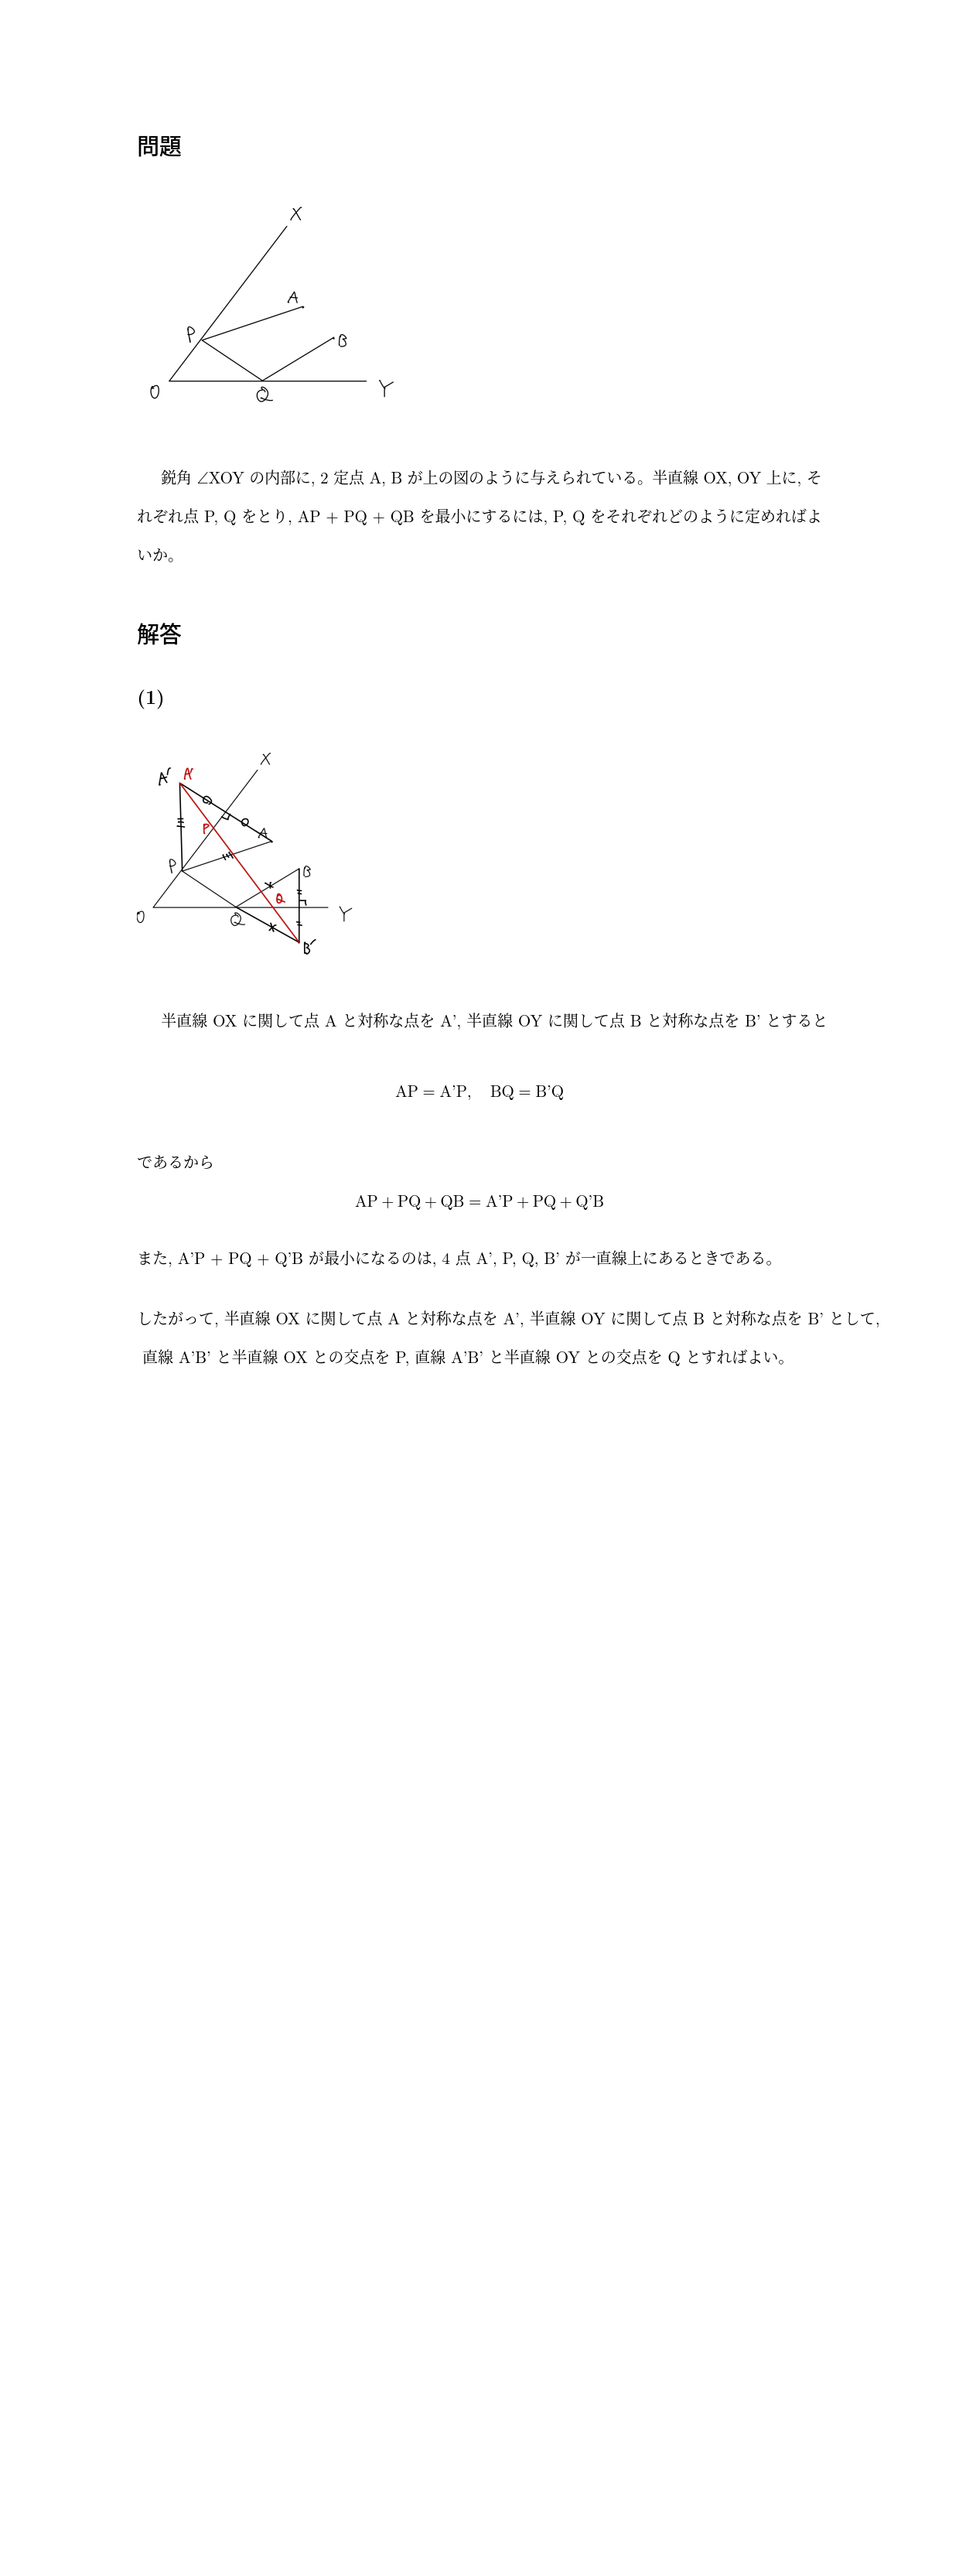 問題
X
A
P
B
O
Q
Y
鋭角 ∠XOY の内部に, 2 定点 A, B が上の図のように与えられている。半直線 OX, OY 上に, そ
れぞれ点 P, Q をとり, AP + PQ + QB を最小にするには, P, Q をそれぞれどのように定めればよ
いか。
解答
(1)
X
A' A'
P
A
P
B
Q
O
Q
Y
B'
半直線 OX に関して点 A と対称な点を A', 半直線 OY に関して点 B と対称な点を B' とすると
AP = A'P, BQ = B'Q
であるから
AP + PQ + QB = A'P + PQ + Q'B
また, A'P + PQ + Q'B が最小になるのは, 4 点 A', P, Q, B' が一直線上にあるときである。
したがって, 半直線 OX に関して点 A と対称な点を A', 半直線 OY に関して点 B と対称な点を B' として,
直線 A'B' と半直線 OX との交点を P, 直線 A'B' と半直線 OY との交点を Q とすればよい。